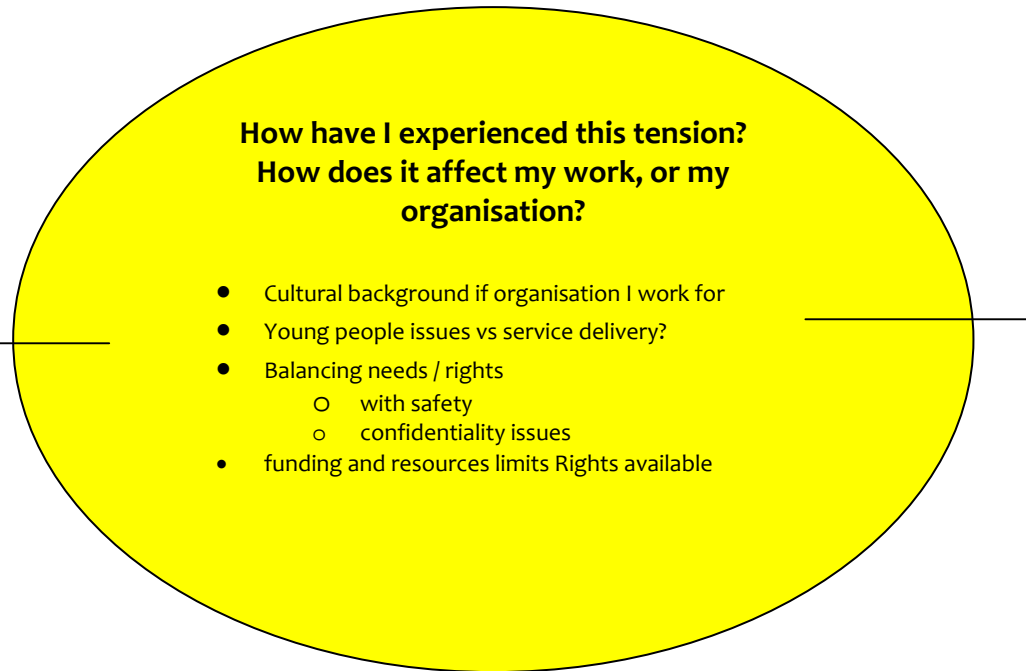 How have I experienced this tension?
How does it affect my work, or my
organisation?
● Cultural background if organisation I work for
● Young people issues vs service delivery?
● Balancing needs / rights
o with safety
o confidentiality issues
● funding and resources limits Rights available